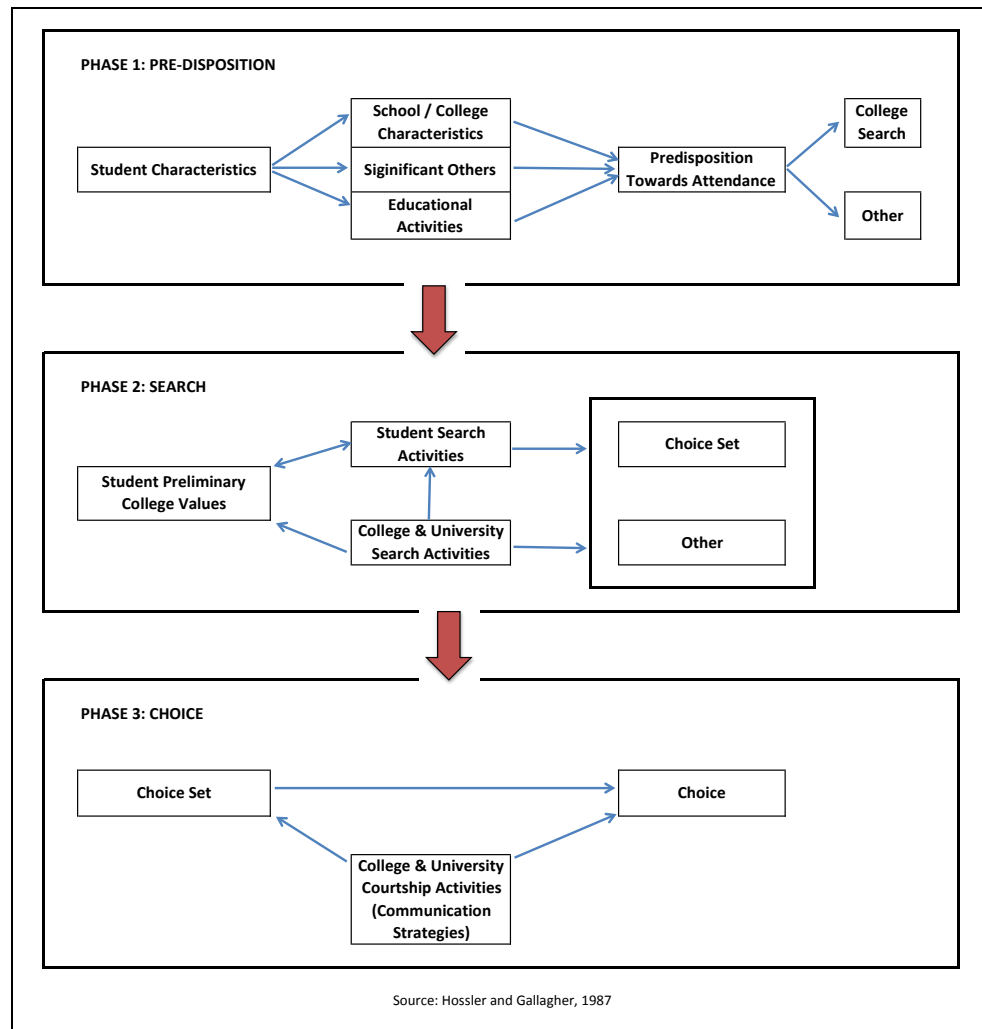 PHASE 1: PRE-DISPOSITION
School / College
Characteristics
College
Search
Student Characteristics
Siginificant Others
Predisposition
Towards Attendance
Educational
Activities
Other
PHASE 2: SEARCH
Student Search
Activities
Choice Set
Student Preliminary
College Values
College & University
Search Activities
Other
PHASE 3: CHOICE
Choice Set
Choice
College & University
Courtship Activities
(Communication
Strategies)
Source: Hossler and Gallagher, 1987